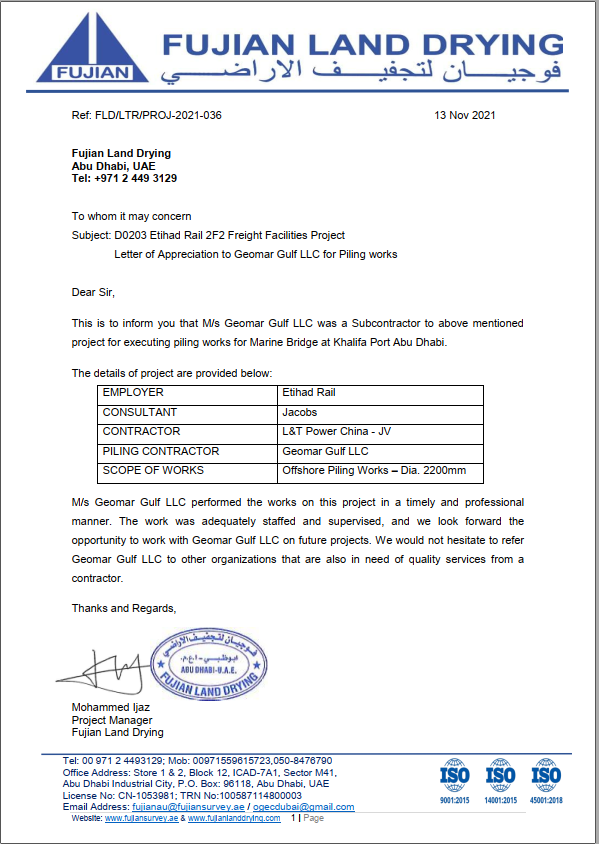 FUJIAN LAND DRYING
FUJIAN
فوجيان لتجفيف الاراضي
Ref: FLD/LTR/PROJ-2021-036 13 Nov 2021
Fujian Land Drying
Abu Dhabi, UAE
Tel: +971 2 449 3129
To whom it may concern
Subject: D0203 Etihad Rail 2F2 Freight Facilities Project
Letter of Appreciation to Geomar Gulf LLC for Piling works
Dear Sir,
This is to inform you that M/s Geomar Gulf LLC was a Subcontractor to above mentioned
project for executing piling works for Marine Bridge at Khalifa Port Abu Dhabi.
The details of project are provided below:
EMPLOYER Etihad Rail
CONSULTANT Jacobs
CONTRACTOR L&T Power China - JV
PILING CONTRACTOR Geomar Gulf LLC
SCOPE OF WORKS Offshore Piling Works – Dia. 2200mm
M/s Geomar Gulf LLC performed the works on this project in a timely and professional
manner. The work was adequately staffed and supervised, and we look forward the
opportunity to work with Geomar Gulf LLC on future projects. We would not hesitate to refer
Geomar Gulf LLC to other organizations that are also in need of quality services from a
contractor.
Thanks and Regards,
فوجيان لتجفيف الاراضي
ابوظبي - ا.ع.م.
ABU DHABI-U.A.E.
FUJIAN LAND DRYING
Mohammed Ijaz
Project Manager
Fujian Land Drying
Tel: 00 971 2 4493129; Mob: 00971559615723,050-8476790
Office Address: Store 1 & 2, Block 12, ICAD-7A1, Sector M41,
Abu Dhabi Industrial City, P.O. Box: 96118, Abu Dhabi, UAE
License No: CN-1053981; TRN No:100587114800003
Email Address: fujianau@fujiansurvey.ae / ogecdubai@gmail.com
Website: www.fujiansurvey.ae & www.fujianlanddrying.com 1 | Page
ISO ISO ISO
9001:2015 14001:2015 45001:2018